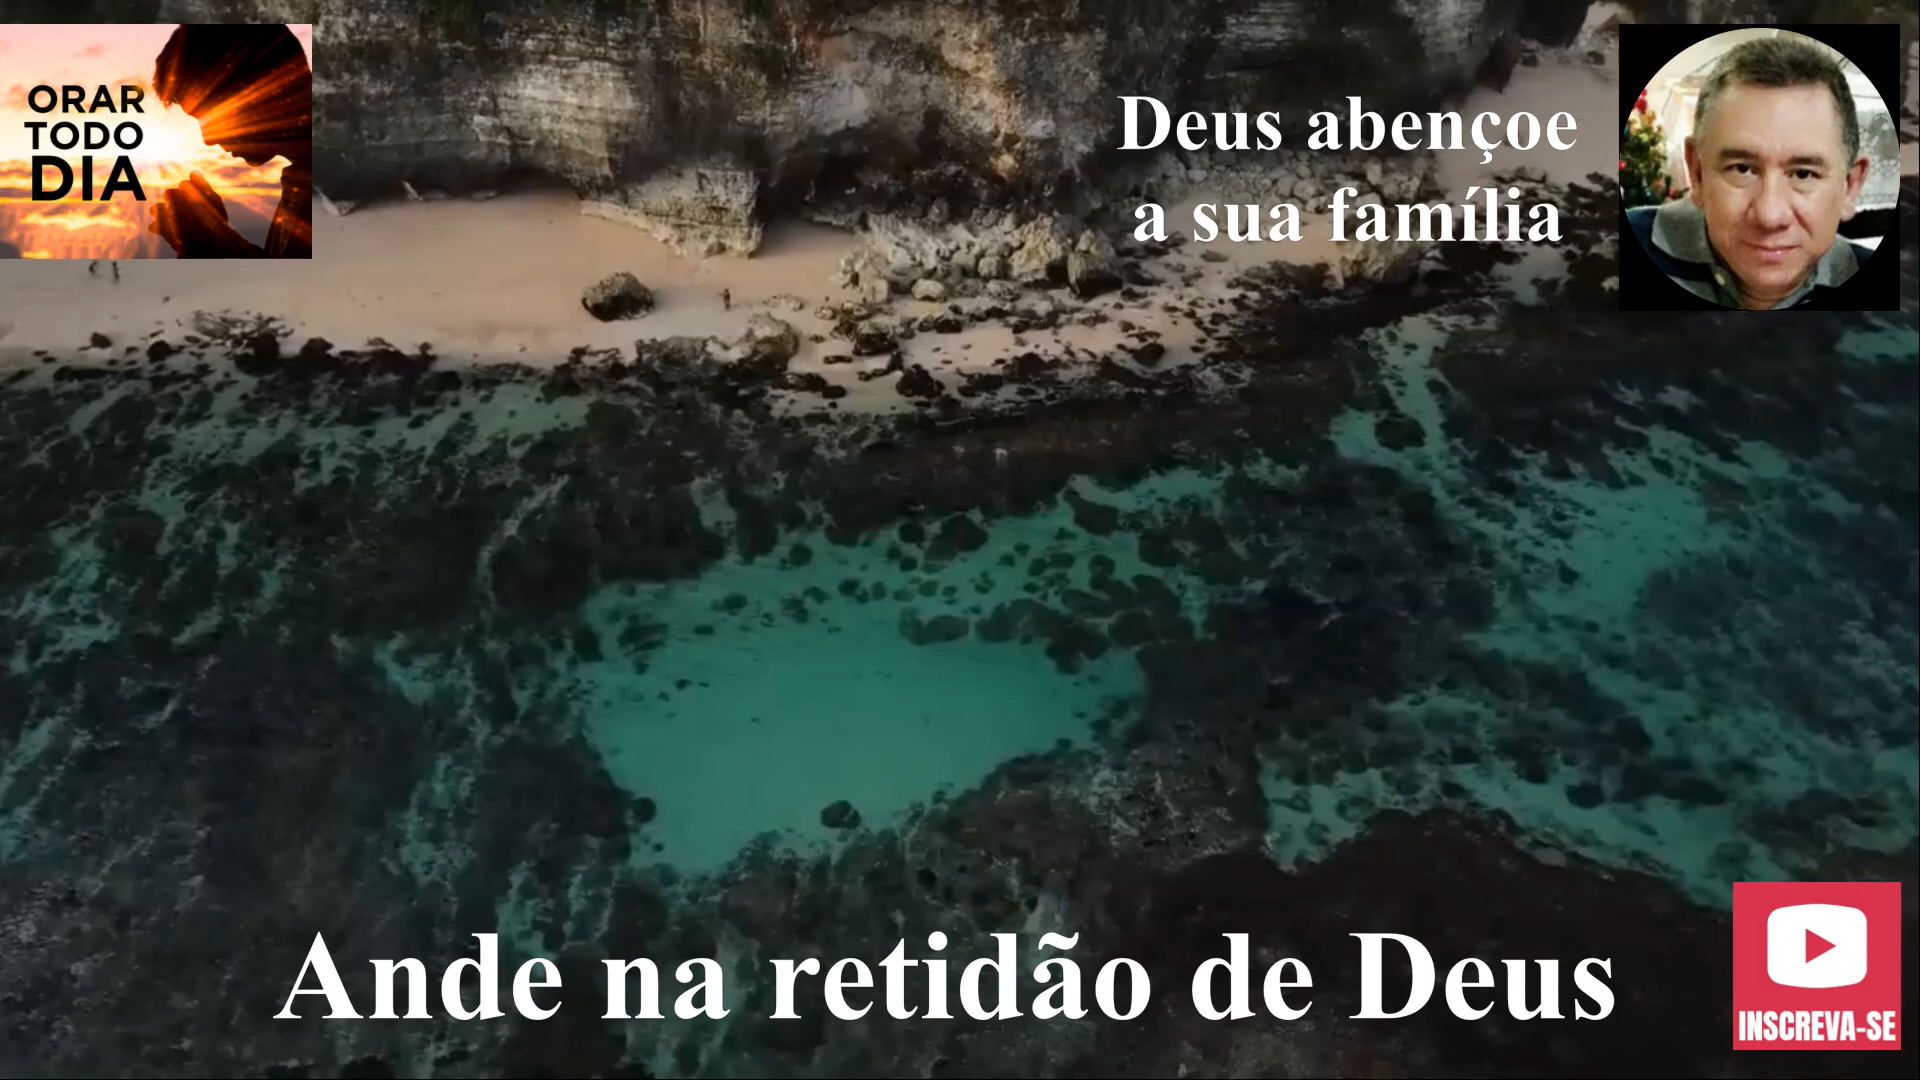 ORAR
TODO
DIA
Deus abençoe
a sua família
Ande na retidão de Deus
INSCREVA-SE